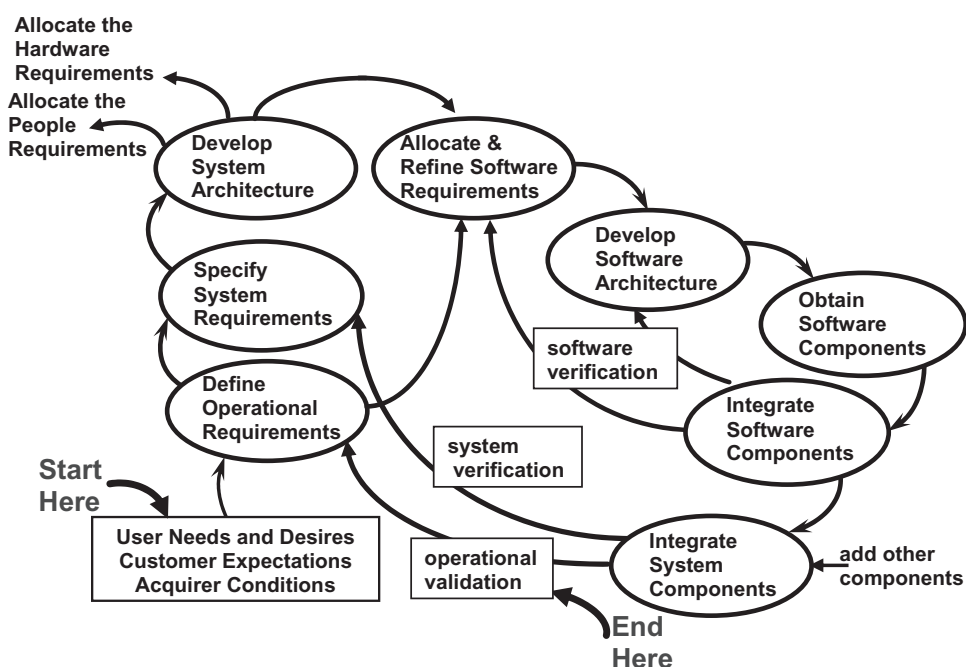 Allocate the
Hardware
Requirements
Allocate the
People
Requirements
Develop
System
Architecture
Allocate &
Refine Software
Requirements
Develop
Software
Architecture
Obtain
Software
Components
Specify
System
Requirements
software
verification
Define
Operational
Requirements
Integrate
Software
Components
system
verification
Start
Here
User Needs and Desires
Customer Expectations
Acquirer Conditions
operational
validation
Integrate
System
Components
add other
components
End
Here